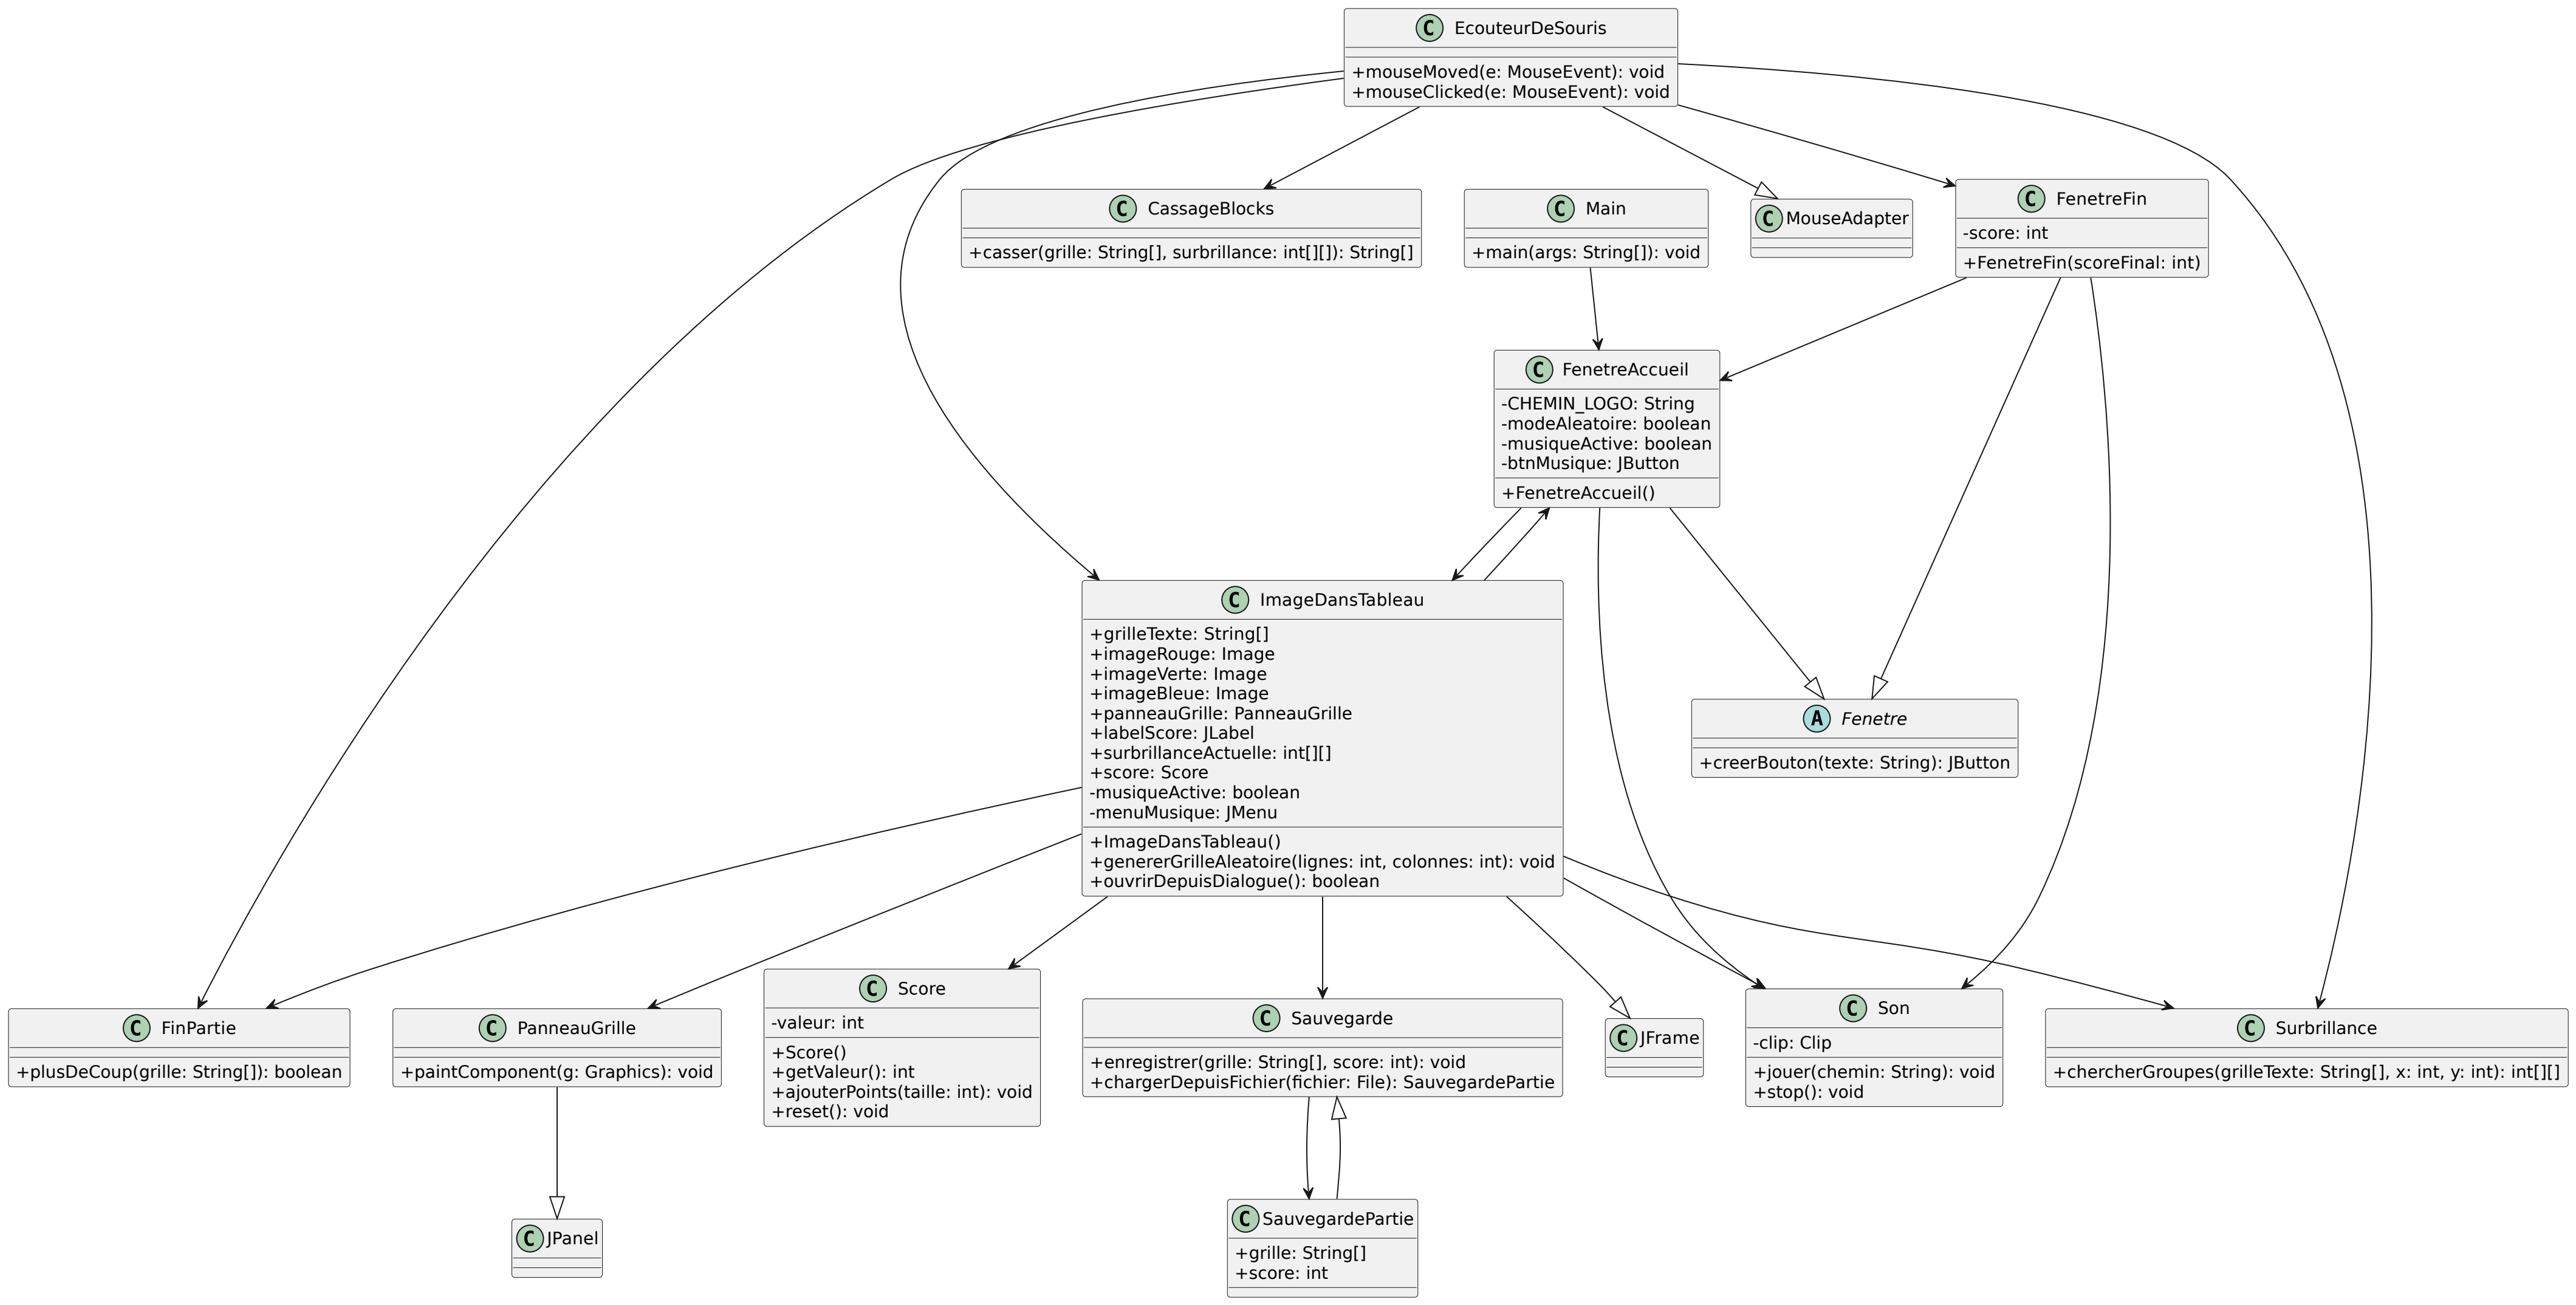 C EcouteurDeSouris
+mouseMoved(e: MouseEvent): void
+mouseClicked(e: MouseEvent): void
C CassageBlocks
+casser(grille: String[], surbrillance: int[][]): String[]
C Main
+main(args: String[]): void
C MouseAdapter
C FenetreFin
-score: int
+FenetreFin(scoreFinal: int)
C FenetreAccueil
-CHEMIN_LOGO: String
-modeAleatoire: boolean
-musiqueActive: boolean
-btnMusique: JButton
+FenetreAccueil()
C ImageDansTableau
+grilleTexte: String[]
+imageRouge: Image
+imageVerte: Image
+imageBleue: Image
+panneauGrille: PanneauGrille
+labelScore: JLabel
+surbrillanceActuelle: int[][]
+score: Score
-musiqueActive: boolean
-menuMusique: JMenu
+ImageDansTableau()
+genererGrilleAleatoire(lignes: int, colonnes: int): void
+ouvrirDepuisDialogue(): boolean
A Fenetre
+creerBouton(texte: String): JButton
C FinPartie
+plusDeCoup(grille: String[]): boolean
C PanneauGrille
+paintComponent(g: Graphics): void
C Score
-valeur: int
+Score()
+getValeur(): int
+ajouterPoints(taille: int): void
+reset(): void
C Sauvegarde
+enregistrer(grille: String[], score: int): void
+chargerDepuisFichier(fichier: File): SauvegardePartie
C JFrame
C Son
-clip: Clip
+jouer(chemin: String): void
+stop(): void
C Surbrillance
+chercherGroupes(grilleTexte: String[], x: int, y: int): int[][]
C JPanel
C SauvegardePartie
+grille: String[]
+score: int